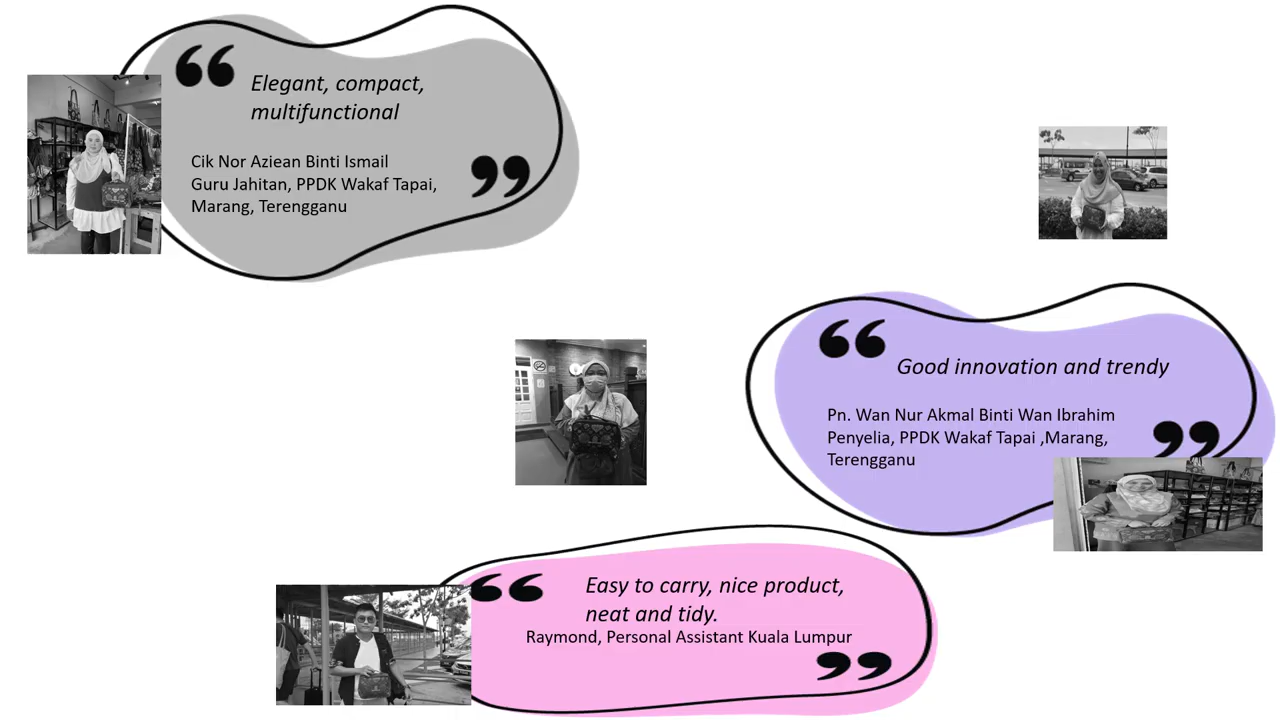 Elegant, compact,
multifunctional
Cik Nor Aziean Binti Ismail
Guru Jahitan, PPDK Wakaf Tapai,
Marang, Terengganu
Good innovation and trendy
Pn. Wan Nur Akmal Binti Wan Ibrahim
Penyelia, PPDK Wakaf Tapai ,Marang,
Terengganu
Easy to carry, nice product,
neat and tidy.
Raymond, Personal Assistant Kuala Lumpur